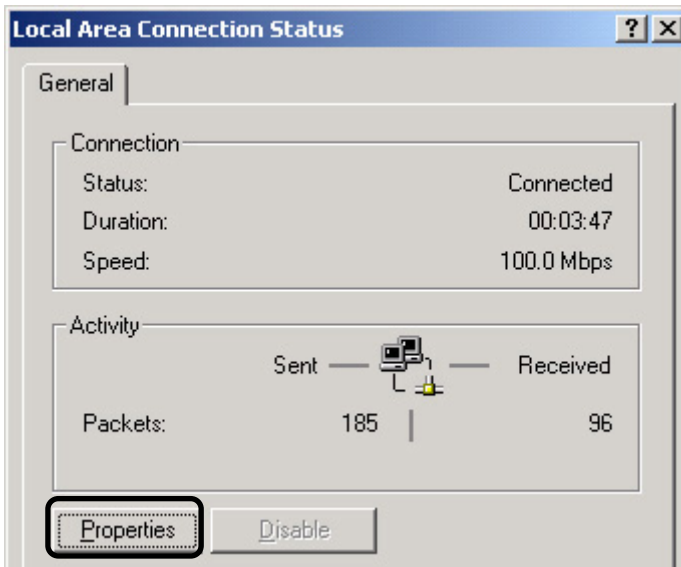 Local Area Connection Status ? ×
General
Connection
Status: Connected
Duration: 00:03:47
Speed: 100.0 Mbps
Activity
Sent Received
Packets: 185 96
Properties Disable